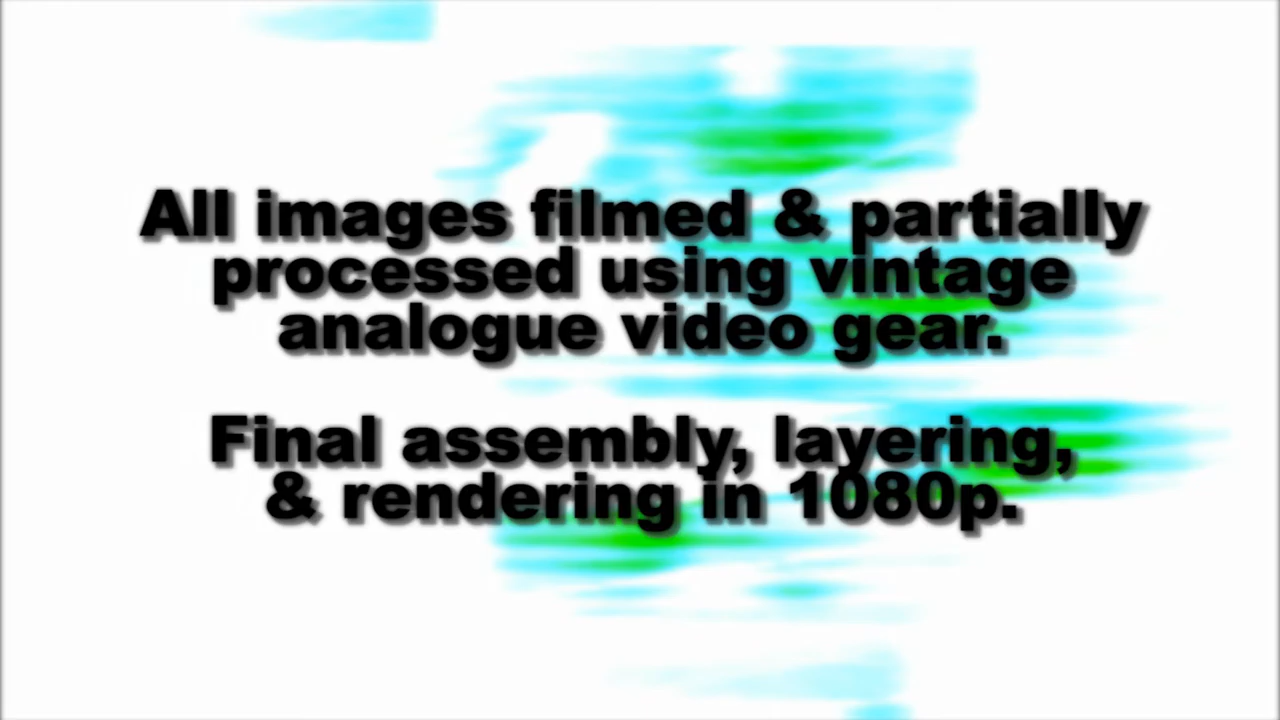 All images filmed & partially
processed using vintage
analogue video gear.
Final assembly, layering,
& rendering in 1080p.